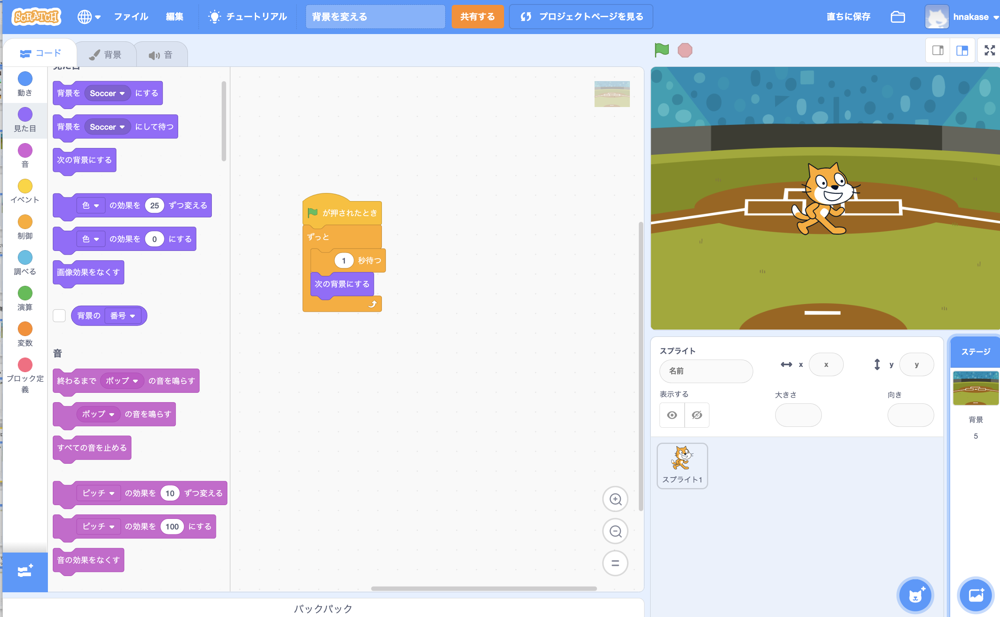 SCRATCH
ファイル
編集
チュートリアル
背景を変える
共有する
プロジェクトページを見る
直ちに保存
hnakase
コード
背景
音
動き
見た目
音
イベント
制御
調べる
演算
変数
ブロック定
義
見た目
背景を Soccer にする
背景を Soccer にして待つ
次の背景にする
色 の効果を 25 ずつ変える
色 の効果を 0 にする
画像効果をなくす
背景の 番号
音
終わるまで ポップ の音を鳴らす
ポップ の音を鳴らす
すべての音を止める
ピッチ の効果を 10 ずつ変える
ピッチ の効果を 100 にする
音の効果をなくす
が押されたとき
ずっと
1 秒待つ
次の背景にする
バックパック
スプライト
名前
x x
y y
表示する
大きさ
向き
スプライト1
ステージ
背景
5